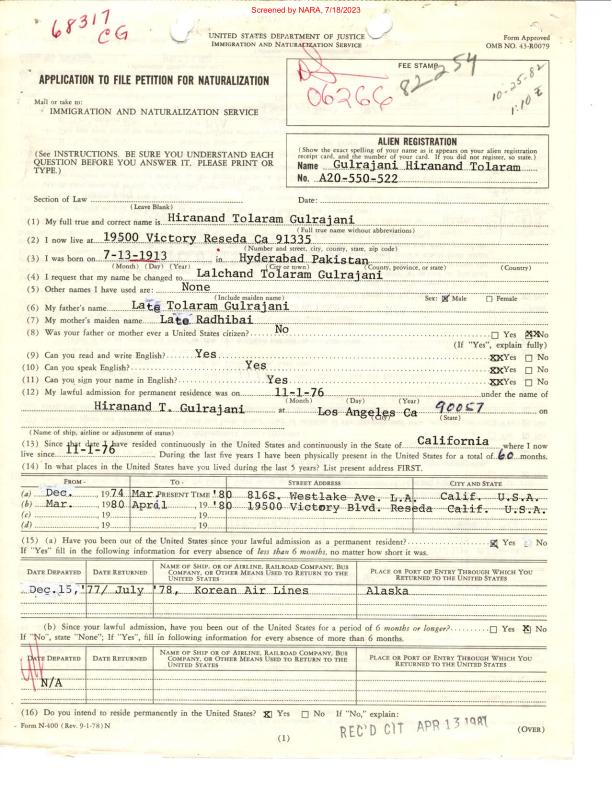 Screened by NARA, 7/18/2023
68317
CG
UNITED STATES DEPARTMENT OF JUSTICE
IMMIGRATION AND NATURALIZATION SERVICE
Form Approved
OMB NO. 43-R0079
APPLICATION TO FILE PETITION FOR NATURALIZATION
FEE STAMP
06266
82254
10-25-82
1:10
Mail or take to:
IMMIGRATION AND NATURALIZATION SERVICE
(See INSTRUCTIONS. BE SURE YOU UNDERSTAND EACH
QUESTION BEFORE YOU ANSWER IT. PLEASE PRINT OR
TYPE.)
ALIEN REGISTRATION
(Show the exact spelling of your name as it appears on your alien registration
receipt card, and the number of your card. If you did not register, so state.)
Name Gulrajani Hiranand Tolaram
No. A20-550-522
Section of Law
(Leave Blank)
Date:
(1) My full true and correct name is Hiranand Tolaram Gulrajani
(Full true name without abbreviations)
(2) I now live at 19500 Victory Reseda Ca 91335
(Number and street, city, county, state, zip code)
(3) I was born on 7-13-1913 in Hyderabad Pakistan
(Month) (Day) (Year) (City or town) (County, province, or state) (Country)
(4) I request that my name be changed to Lalchand Tolaram Gulrajani
(5) Other names I have used are: None
(Include maiden name)
Sex: ☒ Male ☐ Female
(6) My father's name Late Tolaram Gulrajani
(7) My mother's maiden name Late Radhibai
(8) Was your father or mother ever a United States citizen? No ☐ Yes XXNo
(If "Yes", explain fully)
(9) Can you read and write English? Yes XXYes ☐ No
(10) Can you speak English? Yes XXYes ☐ No
(11) Can you sign your name in English? Yes XXYes ☐ No
(12) My lawful admission for permanent residence was on 11-1-76 under the name of
(Month) (Day) (Year)
Hiranand T. Gulrajani at Los Angeles Ca 90057 on
(City) (State)
(Name of ship, airline or adjustment of status)
(13) Since that date I have resided continuously in the United States and continuously in the State of California where I now
live since 11-1-76 During the last five years I have been physically present in the United States for a total of 60 months.
(14) In what places in the United States have you lived during the last 5 years? List present address FIRST.
FROM - TO - STREET ADDRESS CITY AND STATE
(a) Dec. , 1974 Mar. PRESENT TIME '80 816S. Westlake Ave. L.A. Calif. U.S.A.
(b) Mar. , 1980 April , 19 '80 19500 Victory Blvd. Reseda Calif. U.S.A.
(c) , 19 , 19
(d) , 19 , 19
(15) (a) Have you been out of the United States since your lawful admission as a permanent resident? ☒ Yes No
If "Yes" fill in the following information for every absence of less than 6 months, no matter how short it was.
DATE DEPARTED DATE RETURNED NAME OF SHIP, OR OF AIRLINE, RAILROAD COMPANY, BUS COMPANY, OR OTHER MEANS USED TO RETURN TO THE UNITED STATES PLACE OR PORT OF ENTRY THROUGH WHICH YOU RETURNED TO THE UNITED STATES
Dec.15,'77/ July '78, Korean Air Lines Alaska
(b) Since your lawful admission, have you been out of the United States for a period of 6 months or longer? ☐ Yes ☒ No
If "No", state "None"; If "Yes", fill in following information for every absence of more than 6 months.
DATE DEPARTED DATE RETURNED NAME OF SHIP OR OF AIRLINE, RAILROAD COMPANY, BUS COMPANY, OR OTHER MEANS USED TO RETURN TO THE UNITED STATES PLACE OR PORT OF ENTRY THROUGH WHICH YOU RETURNED TO THE UNITED STATES
N/A
(16) Do you intend to reside permanently in the United States? ☒ Yes ☐ No If "No," explain:
Form N-400 (Rev. 9-1-78) N
(1)
REC'D CIT APR 13 1981
(OVER)